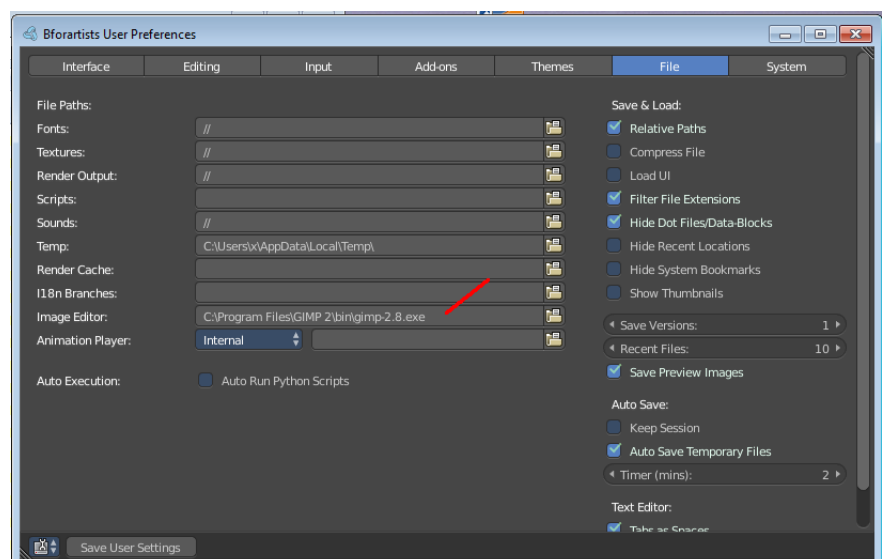 Bforartists User Preferences
Interface Editing Input Add-ons Themes File System
File Paths:
Fonts: //
Textures: //
Render Output: //
Scripts:
Sounds: //
Temp: C:\Users\x\AppData\Local\Temp\
Render Cache:
I18n Branches:
Image Editor: C:\Program Files\GIMP 2\bin\gimp-2.8.exe
Animation Player: Internal
Auto Execution: Auto Run Python Scripts
Save & Load:
Relative Paths
Compress File
Load UI
Filter File Extensions
Hide Dot Files/Data-Blocks
Hide Recent Locations
Hide System Bookmarks
Show Thumbnails
Save Versions: 1
Recent Files: 10
Save Preview Images
Auto Save:
Keep Session
Auto Save Temporary Files
Timer (mins): 2
Text Editor:
Tabs as Spaces
Save User Settings